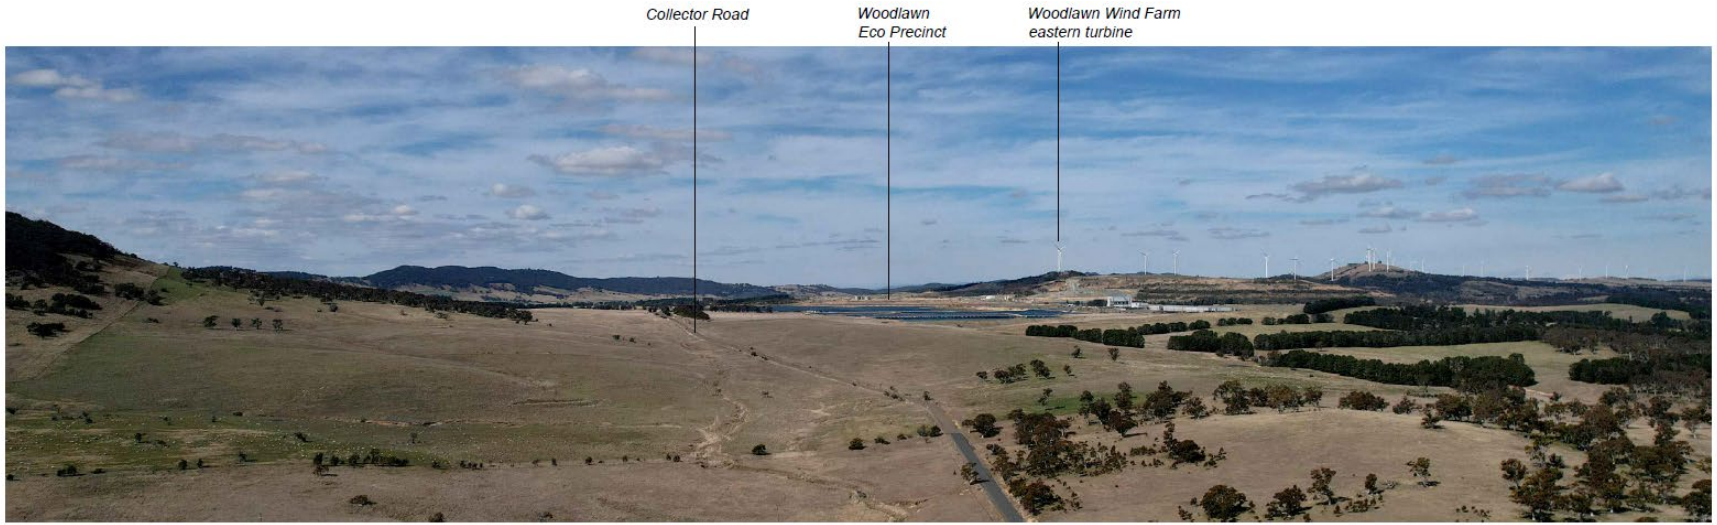 Collector Road
Woodlawn
Eco Precinct
Woodlawn Wind Farm
eastern turbine